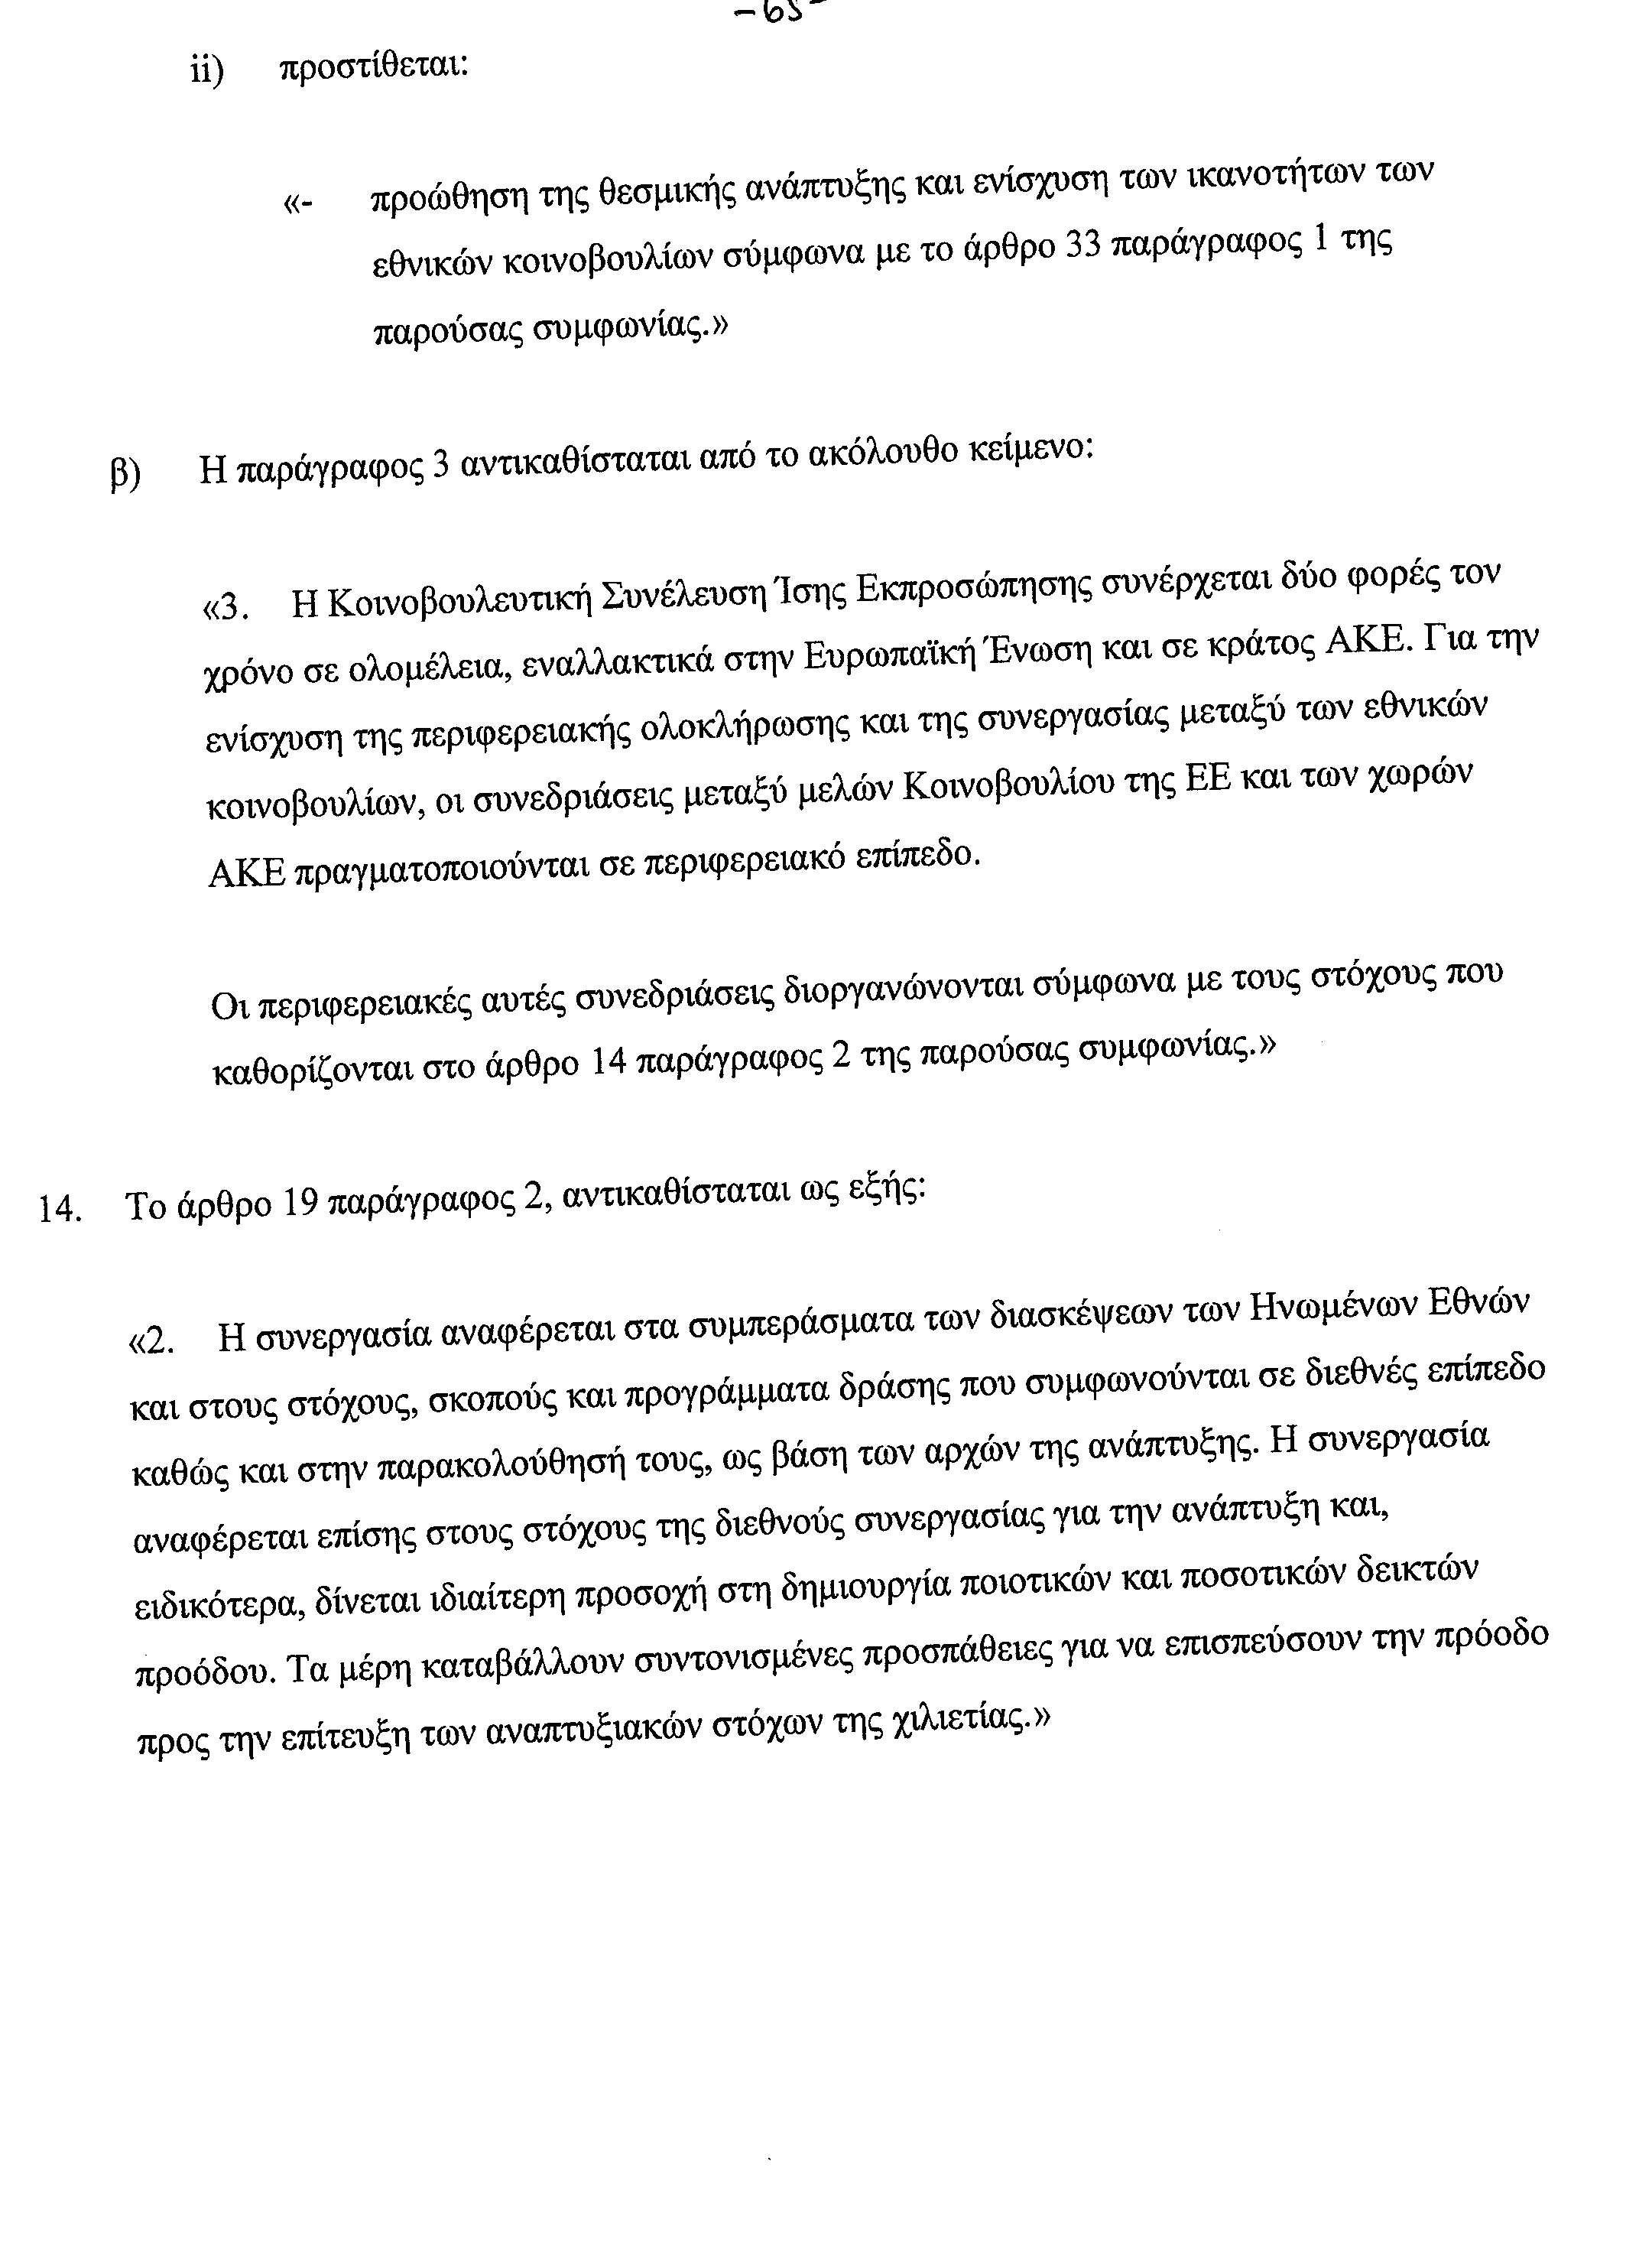 -65-
ii) προστίθεται:
«- προώθηση της θεσμικής ανάπτυξης και ενίσχυση των ικανοτήτων των
εθνικών κοινοβουλίων σύμφωνα με το άρθρο 33 παράγραφος 1 της
παρούσας συμφωνίας.»
β) Η παράγραφος 3 αντικαθίσταται από το ακόλουθο κείμενο:
«3. Η Κοινοβουλευτική Συνέλευση Ίσης Εκπροσώπησης συνέρχεται δύο φορές τον
χρόνο σε ολομέλεια, εναλλακτικά στην Ευρωπαϊκή Ένωση και σε κράτος ΑΚΕ. Για την
ενίσχυση της περιφερειακής ολοκλήρωσης και της συνεργασίας μεταξύ των εθνικών
κοινοβουλίων, οι συνεδριάσεις μεταξύ μελών Κοινοβουλίου της ΕΕ και των χωρών
ΑΚΕ πραγματοποιούνται σε περιφερειακό επίπεδο.
Οι περιφερειακές αυτές συνεδριάσεις διοργανώνονται σύμφωνα με τους στόχους που
καθορίζονται στο άρθρο 14 παράγραφος 2 της παρούσας συμφωνίας.»
14. Το άρθρο 19 παράγραφος 2, αντικαθίσταται ως εξής:
«2. Η συνεργασία αναφέρεται στα συμπεράσματα των διασκέψεων των Ηνωμένων Εθνών
και στους στόχους, σκοπούς και προγράμματα δράσης που συμφωνούνται σε διεθνές επίπεδο
καθώς και στην παρακολούθησή τους, ως βάση των αρχών της ανάπτυξης. Η συνεργασία
αναφέρεται επίσης στους στόχους της διεθνούς συνεργασίας για την ανάπτυξη και,
ειδικότερα, δίνεται ιδιαίτερη προσοχή στη δημιουργία ποιοτικών και ποσοτικών δεικτών
προόδου. Τα μέρη καταβάλλουν συντονισμένες προσπάθειες για να επισπεύσουν την πρόοδο
προς την επίτευξη των αναπτυξιακών στόχων της χιλιετίας.»